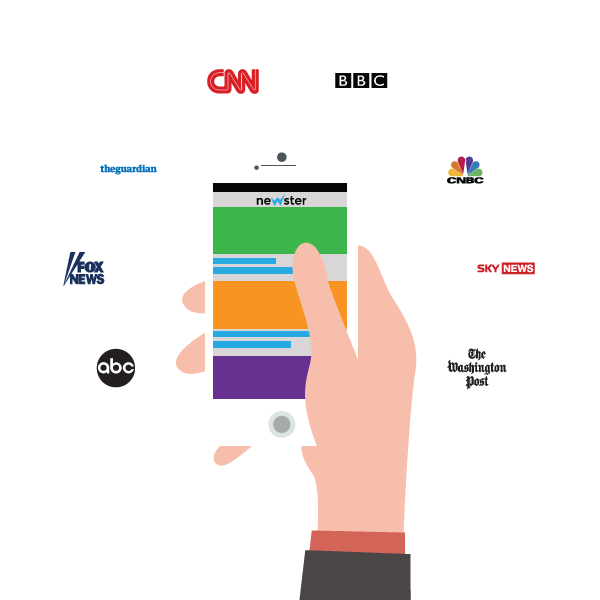 CNN
BBC
theguardian
CNBC
newster
FOX
NEWS
SKY NEWS
abc
The
Washington
Post